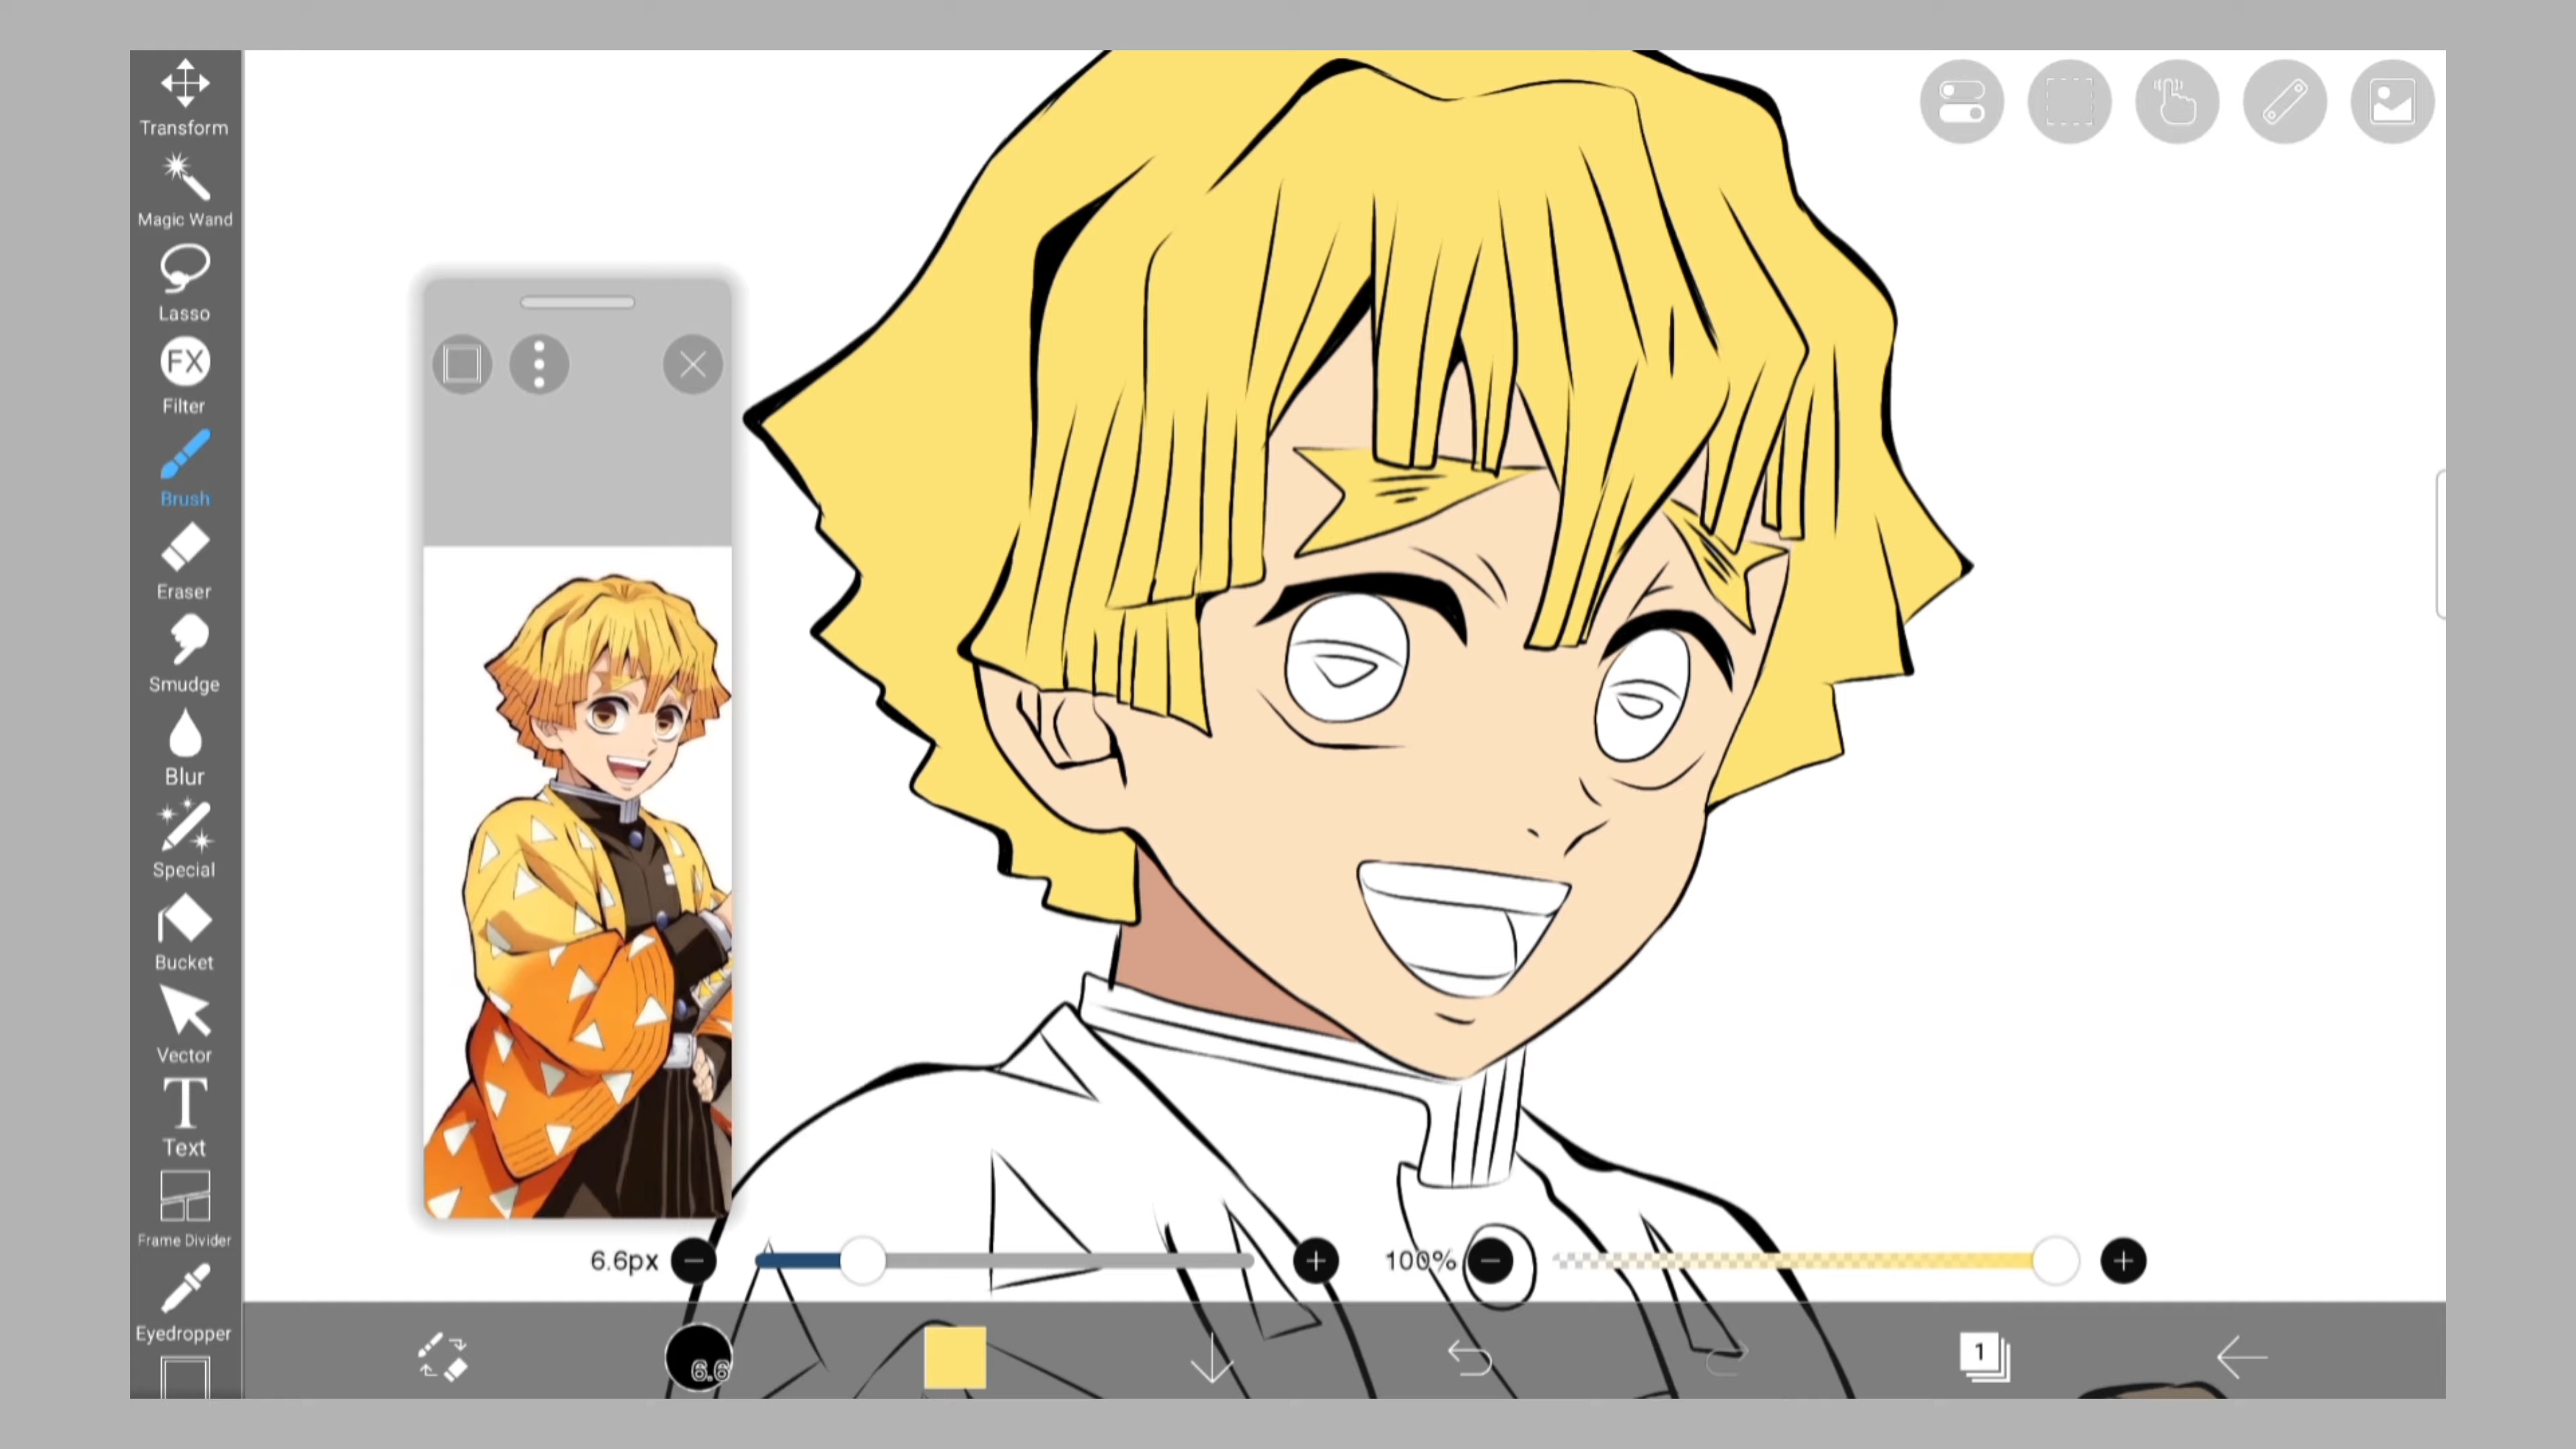 Transform
Magic Wand
Lasso
FX
Filter
Brush
Eraser
Smudge
Blur
Special
Bucket
Vector
T
Text
Frame Divider
Eyedropper
6.6px
100%
6.6
1